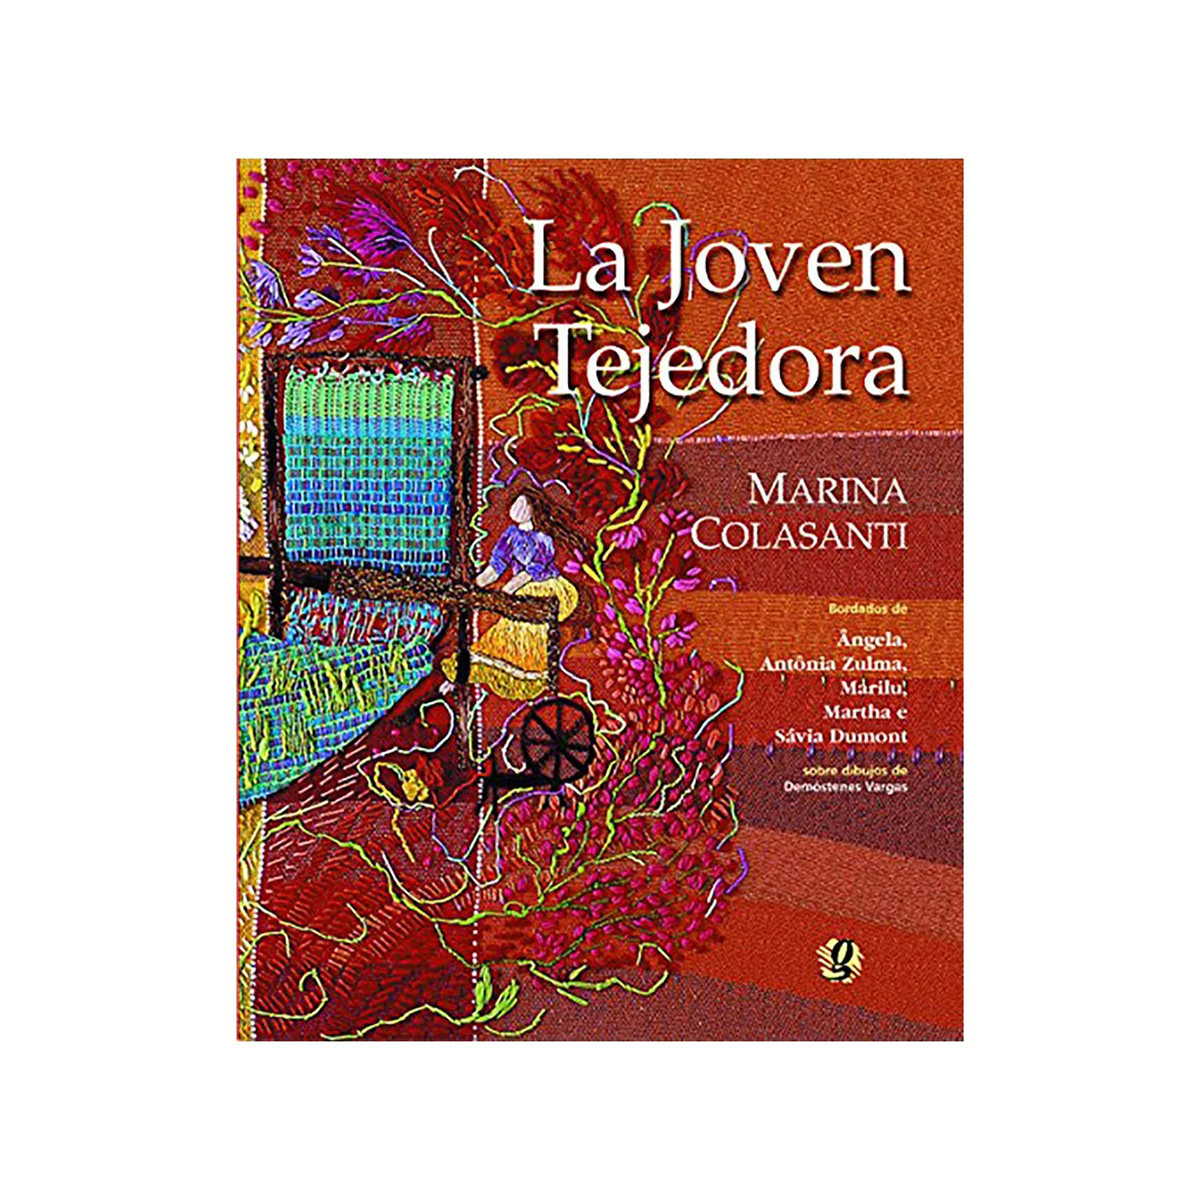 La Joven
Tejedora
MARINA
COLASANTI
Bordados de
Ângela,
Antônia Zulma,
Marilu,
Martha e
Sávia Dumont
sobre dibujos de
Demóstenes Vargas
g